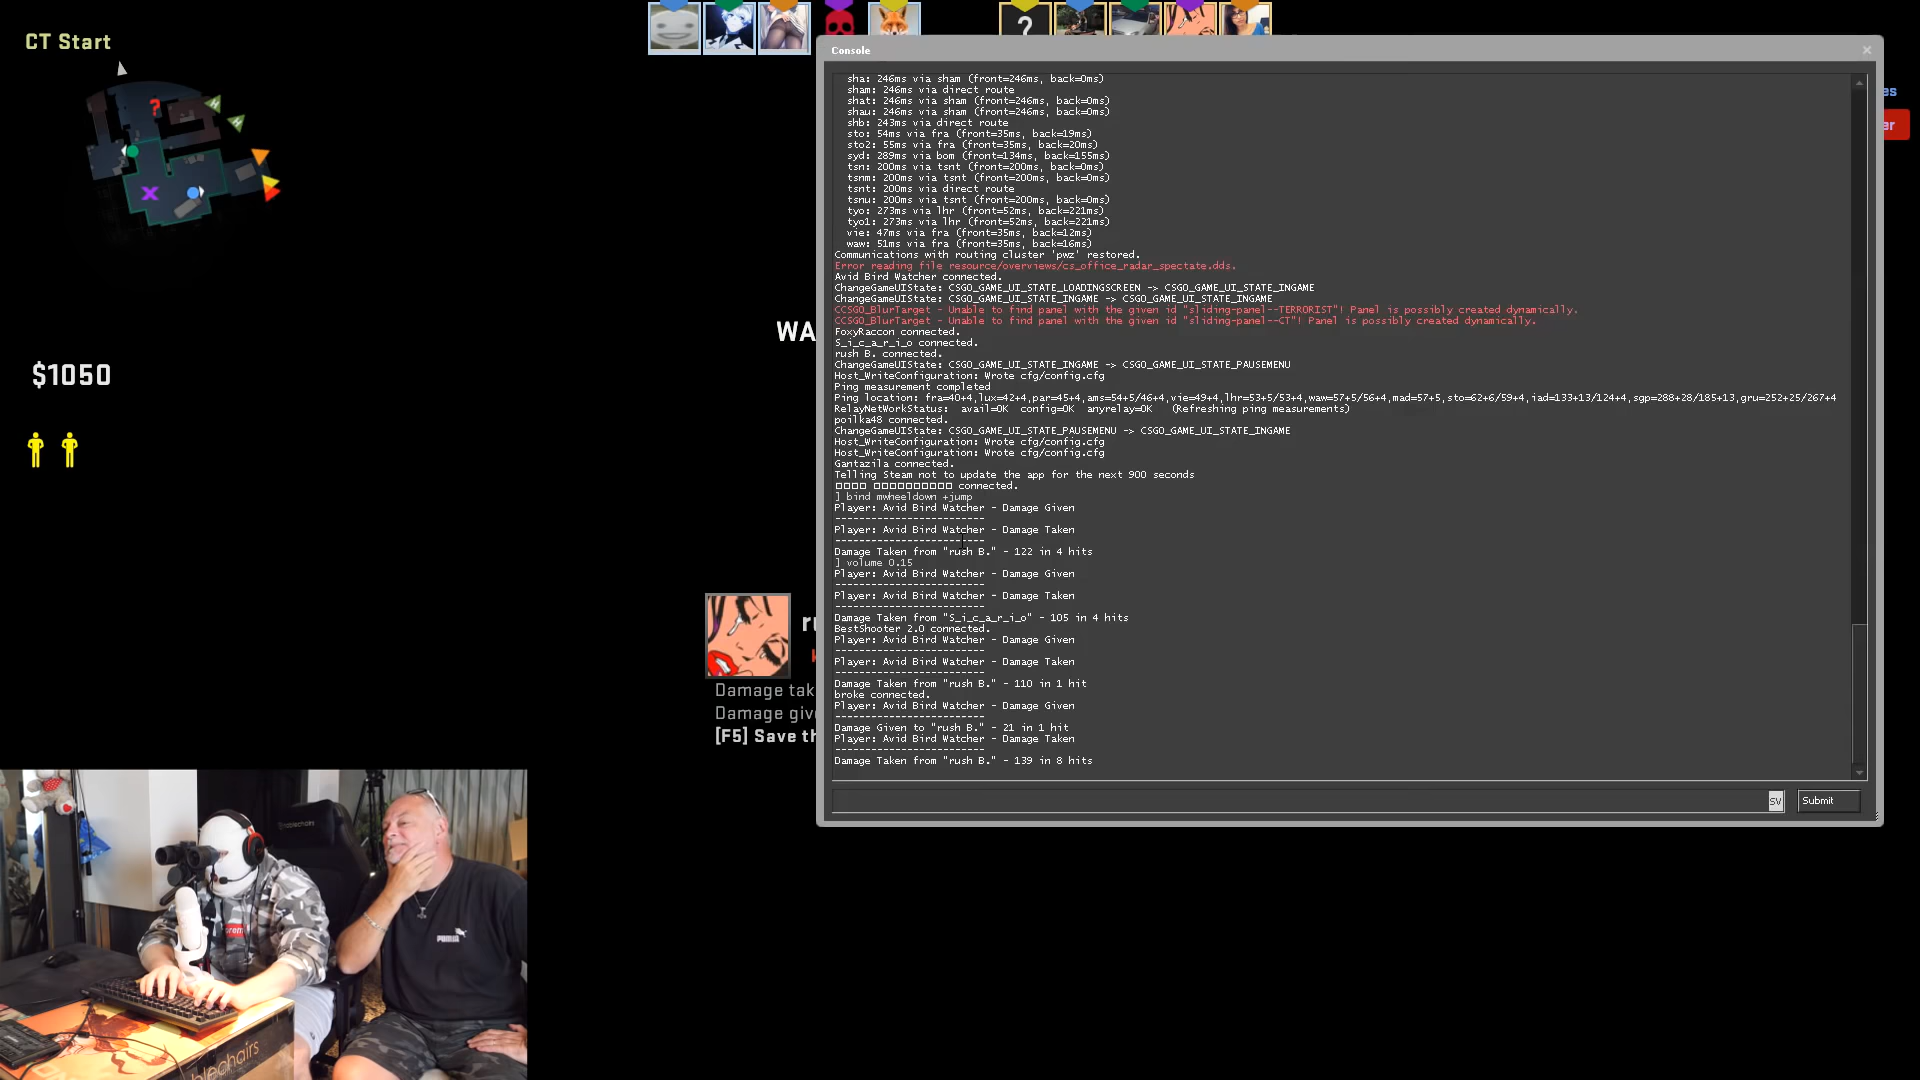 CT Start
$1050
WA
Damage tak
Damage giv
[F5] Save th
es
er
Console
sha: 246ms via sham (front=246ms, back=0ms)
sham: 246ms via direct route
shat: 246ms via sham (front=246ms, back=0ms)
shau: 246ms via sham (front=246ms, back=0ms)
shb: 243ms via direct route
sto: 54ms via fra (front=35ms, back=19ms)
sto2: 55ms via fra (front=35ms, back=20ms)
syd: 289ms via bom (front=134ms, back=155ms)
tsn: 200ms via tsnt (front=200ms, back=0ms)
tsnm: 200ms via tsnt (front=200ms, back=0ms)
tsnt: 200ms via direct route
tsnu: 200ms via tsnt (front=200ms, back=0ms)
tyo: 273ms via lhr (front=52ms, back=221ms)
tyo1: 273ms via lhr (front=52ms, back=221ms)
vie: 47ms via fra (front=35ms, back=12ms)
waw: 51ms via fra (front=35ms, back=16ms)
Communications with routing cluster 'pwz' restored.
Error reading file resource/overviews/cs_office_radar_spectate.dds.
Avid Bird Watcher connected.
ChangeGameUIState: CSGO_GAME_UI_STATE_LOADINGSCREEN -> CSGO_GAME_UI_STATE_INGAME
ChangeGameUIState: CSGO_GAME_UI_STATE_INGAME -> CSGO_GAME_UI_STATE_INGAME
CCSGO_BlurTarget - Unable to find panel with the given id "sliding-panel--TERRORIST"! Panel is possibly created dynamically.
CCSGO_BlurTarget - Unable to find panel with the given id "sliding-panel--CT"! Panel is possibly created dynamically.
FoxyRaccon connected.
S_i_c_a_r_i_o connected.
rush B. connected.
ChangeGameUIState: CSGO_GAME_UI_STATE_INGAME -> CSGO_GAME_UI_STATE_PAUSEMENU
Host_WriteConfiguration: Wrote cfg/config.cfg
Ping measurement completed
Ping location: fra=40+4,lux=42+4,par=45+4,ams=54+5/46+4,vie=49+4,lhr=53+5/53+4,waw=57+5/56+4,mad=57+5,sto=62+6/59+4,iad=133+13/124+4,sgp=288+28/185+13,gru=252+25/267+4
RelayNetWorkStatus:  avail=OK  config=OK  anyrelay=OK   (Refreshing ping measurements)
poilka48 connected.
ChangeGameUIState: CSGO_GAME_UI_STATE_PAUSEMENU -> CSGO_GAME_UI_STATE_INGAME
Host_WriteConfiguration: Wrote cfg/config.cfg
Host_WriteConfiguration: Wrote cfg/config.cfg
Gantazila connected.
Telling Steam not to update the app for the next 900 seconds
□□□□ □□□□□□□□□□ connected.
] bind mwheeldown +jump
Player: Avid Bird Watcher - Damage Given
-------------------------
Player: Avid Bird Watcher - Damage Taken
-------------------------
Damage Taken from "rush B." - 122 in 4 hits
] volume 0.15
Player: Avid Bird Watcher - Damage Given
-------------------------
Player: Avid Bird Watcher - Damage Taken
-------------------------
Damage Taken from "S_i_c_a_r_i_o" - 105 in 4 hits
BestShooter 2.0 connected.
Player: Avid Bird Watcher - Damage Given
-------------------------
Player: Avid Bird Watcher - Damage Taken
-------------------------
Damage Taken from "rush B." - 110 in 1 hit
broke connected.
Player: Avid Bird Watcher - Damage Given
-------------------------
Damage Given to "rush B." - 21 in 1 hit
Player: Avid Bird Watcher - Damage Taken
-------------------------
Damage Taken from "rush B." - 139 in 8 hits
sv
Submit
PUMA